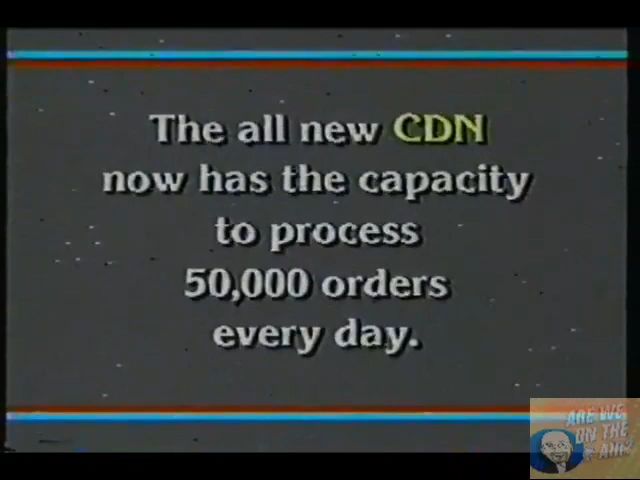 The all new CDN
now has the capacity
to process
50,000 orders
every day.
ARE WE
ON THE
AIR?